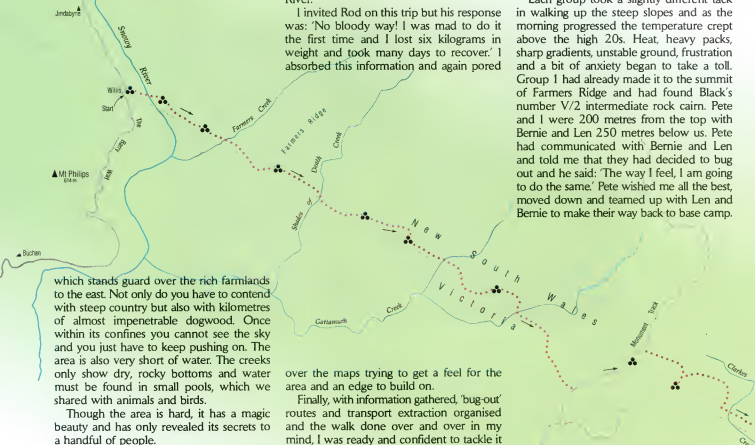 which stands guard over the rich farmlands
to the east. Not only do you have to contend
with steep country but also with kilometres
of almost impenetrable dogwood. Once
within its confines you cannot see the sky
and you just have to keep pushing on. The
area is also very short of water. The creeks
only show dry, rocky bottoms and water
must be found in small pools, which we
shared with animals and birds.
Though the area is hard, it has a magic
beauty and has only revealed its secrets to
a handful of people.
River.
I invited Rod on this trip but his response
was: 'No bloody way! I was mad to do it
the first time and I lost six kilograms in
weight and took many days to recover.' I
absorbed this information and again pored
over the maps trying to get a feel for the
area and an edge to build on.
Finally, with information gathered, 'bug-out'
routes and transport extraction organised
and the walk done over and over in my
mind, I was ready and confident to tackle it
Each group took a slightly different tack
in walking up the steep slopes and as the
morning progressed the temperature crept
above the high 20s. Heat, heavy packs,
sharp gradients, unstable ground, frustration
and a bit of anxiety began to take a toll.
Group 1 had already made it to the summit
of Farmers Ridge and had found Black's
number V/2 intermediate rock cairn. Pete
and I were 200 metres from the top with
Bernie and Len 250 metres below us. Pete
had communicated with Bernie and Len
and told me that they had decided to bug
out and he said: 'The way I feel, I am going
to do the same.' Pete wished me all the best,
moved down and teamed up with Len and
Bernie to make their way back to base camp.
Jindabyne
Snowy River
Willis
Start
The Barry Way
Mt Philips
Buchan
Farmers Creek
Farmers Ridge
Shades of Death Creek
Gattamurh Creek
New South Wales
Victoria
Monument Track
Clarkes